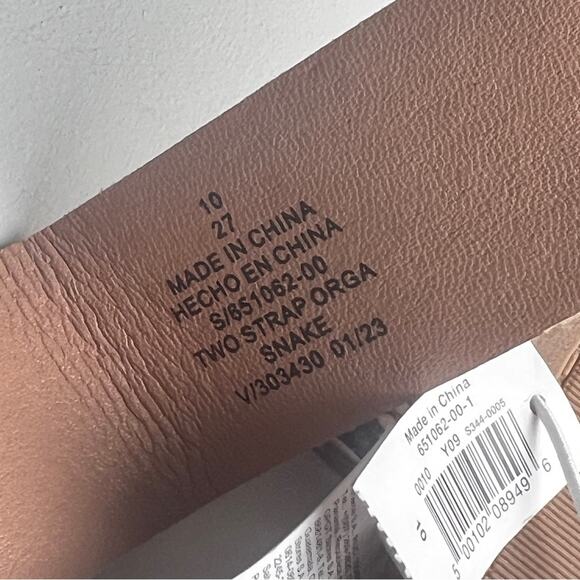 10
27
MADE IN CHINA
HECHO EN CHINA
S/651062-00
TWO STRAP ORGA
SNAKE
V/303430 01/23
Made in China
651062-00-1
0010 Y09 S344-0005
10
5 00102 08949 6